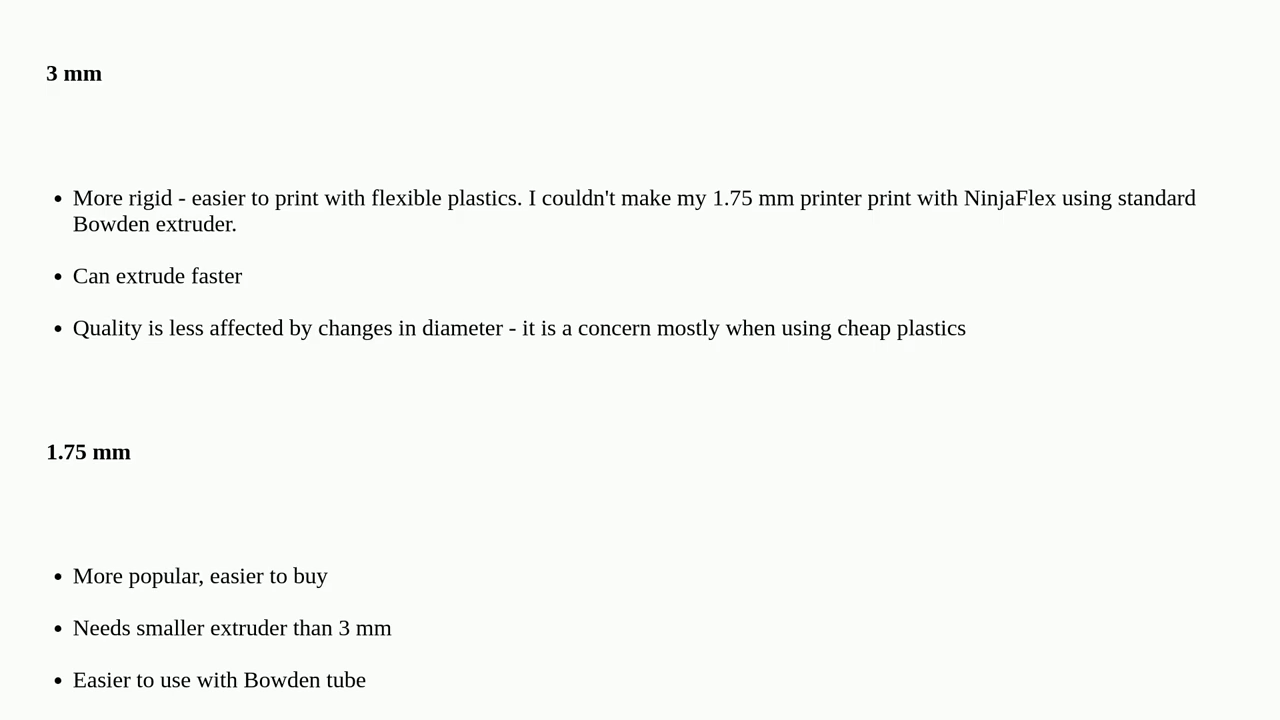 3 mm
• More rigid - easier to print with flexible plastics. I couldn't make my 1.75 mm printer print with NinjaFlex using standard
Bowden extruder.
• Can extrude faster
• Quality is less affected by changes in diameter - it is a concern mostly when using cheap plastics
1.75 mm
• More popular, easier to buy
• Needs smaller extruder than 3 mm
• Easier to use with Bowden tube